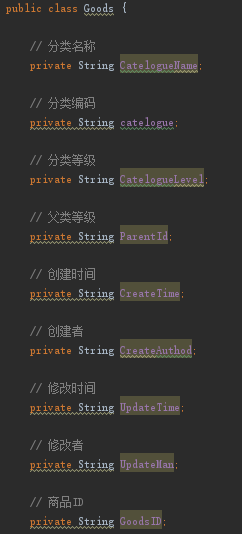 public class Goods {
// 分类名称
private String CatelogueName;
// 分类编码
private String catelogue;
// 分类等级
private String CatelogueLevel;
// 父类等级
private String ParentId;
// 创建时间
private String CreateTime;
// 创建者
private String CreateAuthod;
// 修改时间
private String UpdateTime;
// 修改者
private String UpdateMan;
// 商品ID
private String GoodsID;